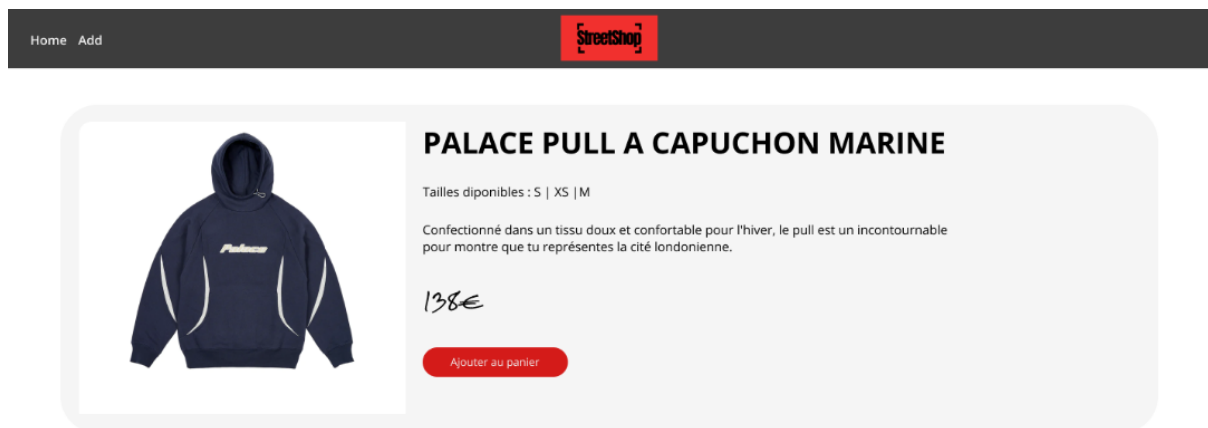 Home Add
StreetShop
PALACE PULL A CAPUCHON MARINE
Tailles diponibles : S | XS |M
Confectionné dans un tissu doux et confortable pour l'hiver, le pull est un incontournable
pour montre que tu représentes la cité londonienne.
Palace
138€
Ajouter au panier